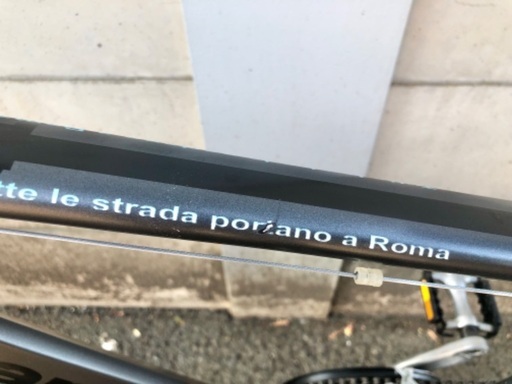 tte le strada portano a Roma